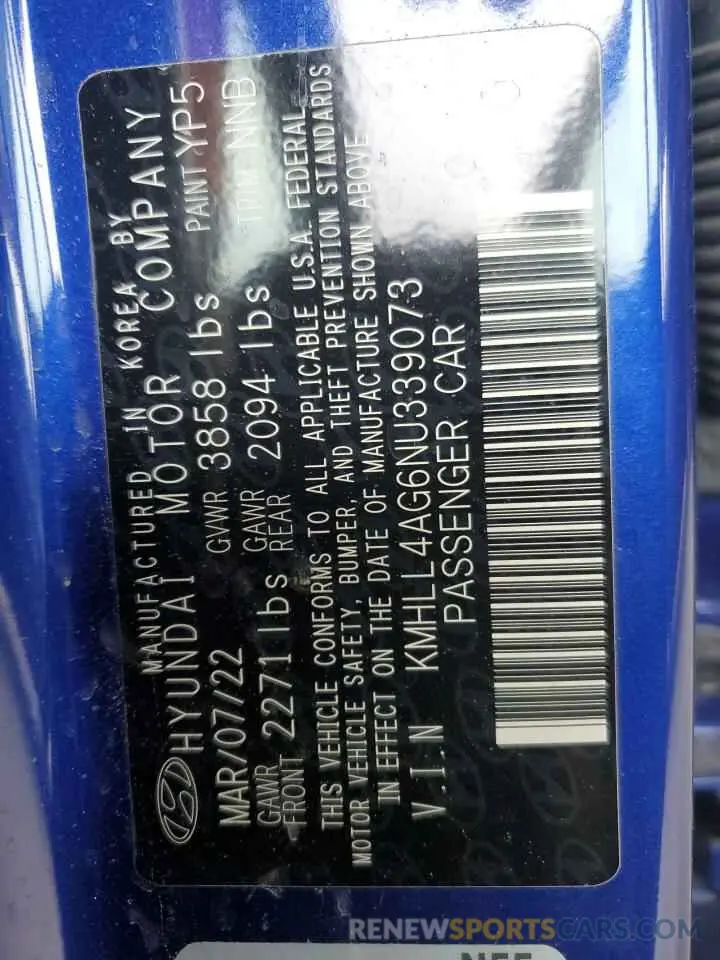 MANUFACTURED IN KOREA BY
HYUNDAI MOTOR COMPANY
MAR/07/22 GVWR 3858 lbs PAINT YP5
GAWR FRONT 2271 lbs GAWR REAR 2094 lbs TRIM NNB
THIS VEHICLE CONFORMS TO ALL APPLICABLE U.S.A. FEDERAL
MOTOR VEHICLE SAFETY, BUMPER, AND THEFT PREVENTION STANDARDS
IN EFFECT ON THE DATE OF MANUFACTURE SHOWN ABOVE
V.I.N KMHLL4AG6NU339073
PASSENGER CAR
RENEWSPORTSCARS.COM